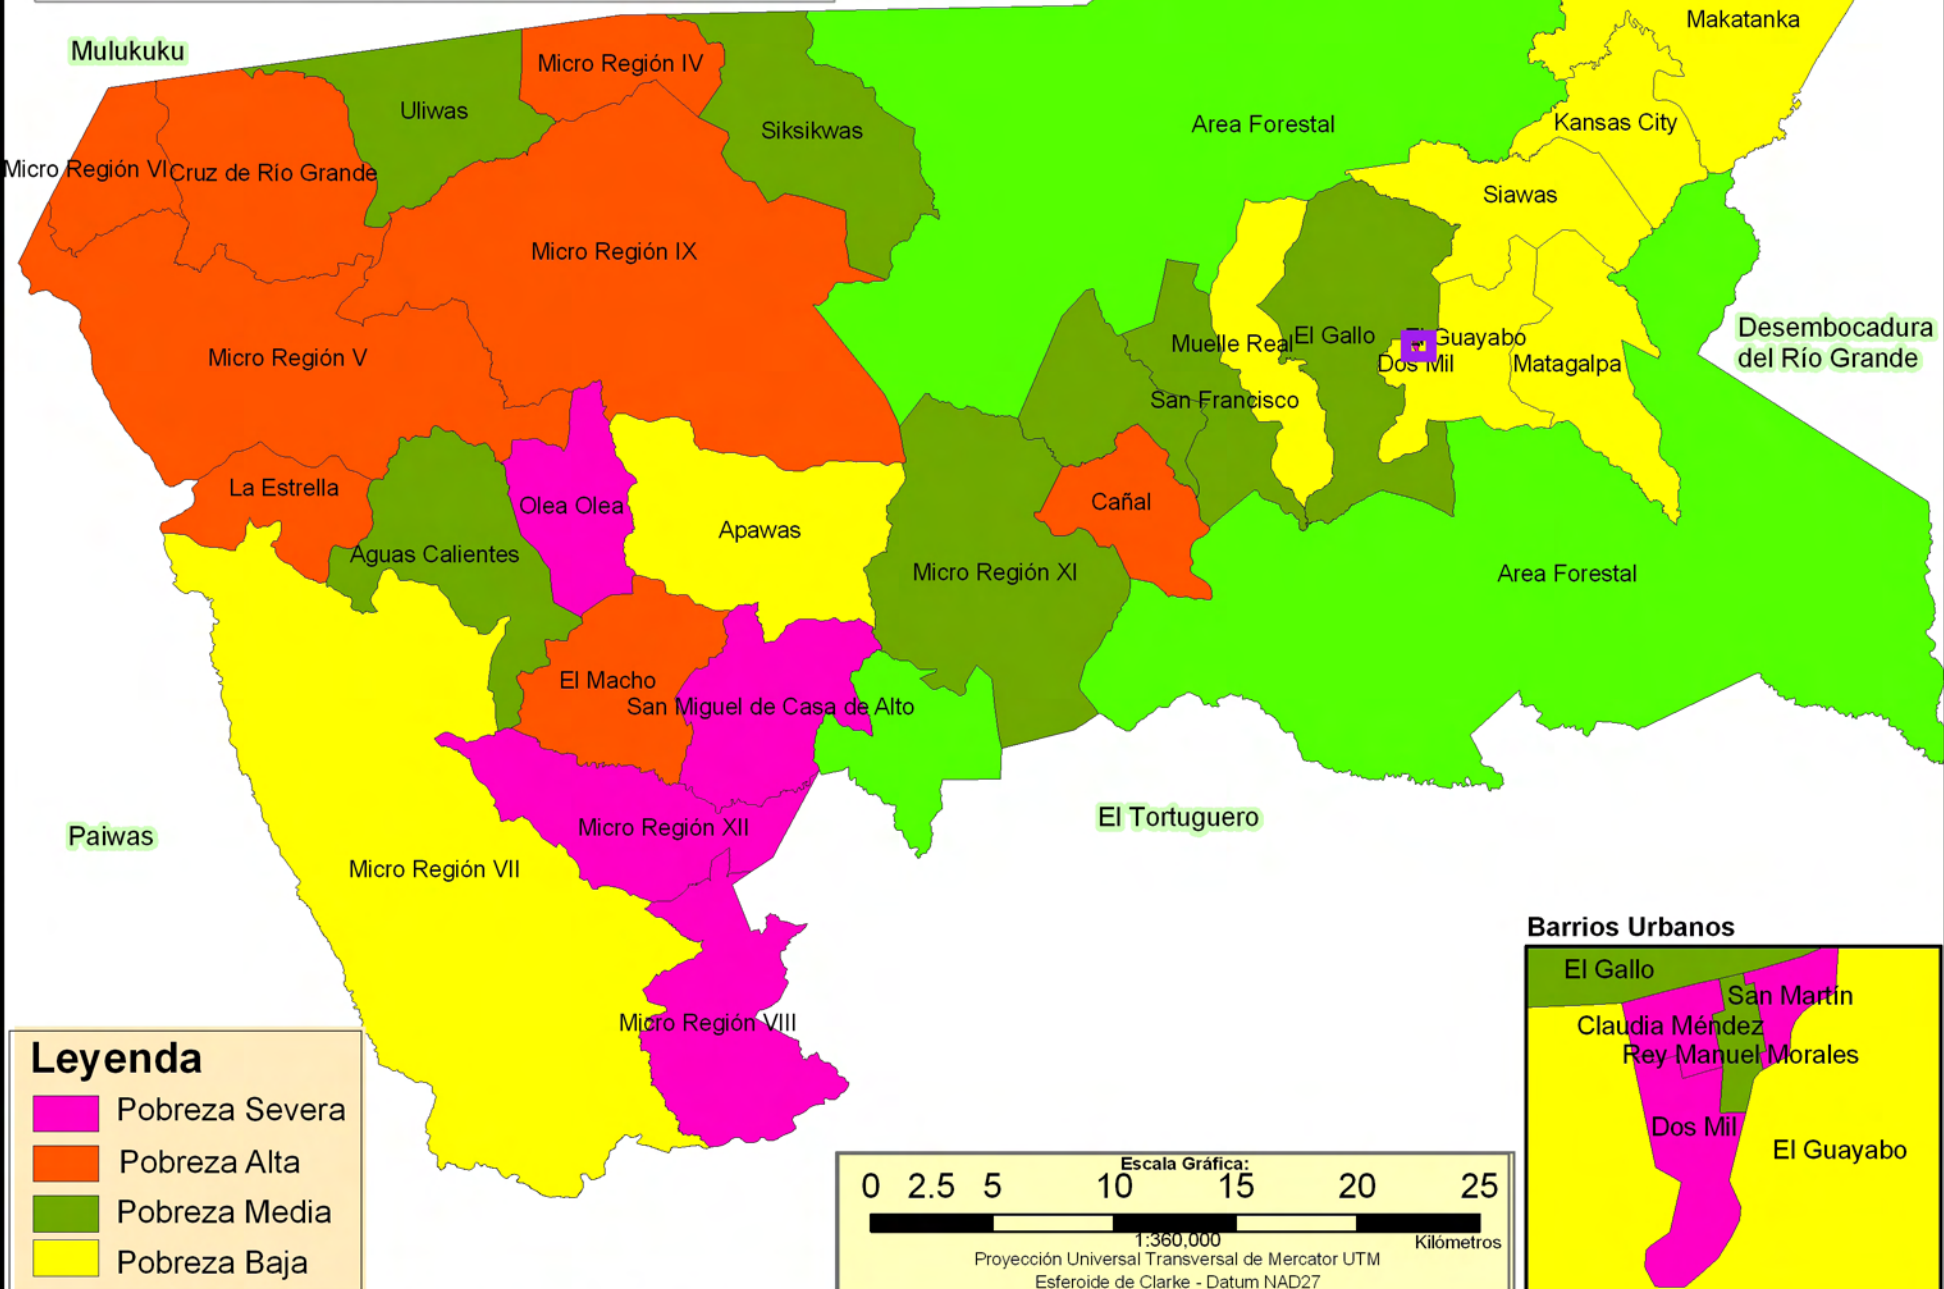 Makatanka
Mulukuku
Micro Región IV
Uliwas
Siksikwas
Area Forestal
Kansas City
Micro Región VI
Cruz de Río Grande
Siawas
Micro Región IX
Desembocadura
del Río Grande
Micro Región V
Muelle Real
El Gallo
El Guayabo
Dos Mil
Matagalpa
San Francisco
La Estrella
Olea Olea
Apawas
Cañal
Aguas Calientes
Micro Región XI
Area Forestal
El Macho
San Miguel de Casa de Alto
El Tortuguero
Paiwas
Micro Región XII
Micro Región VII
Micro Región VIII
Barrios Urbanos
El Gallo
San Martín
Claudia Méndez
Rey Manuel Morales
Dos Mil
El Guayabo
Leyenda
Pobreza Severa
Pobreza Alta
Pobreza Media
Pobreza Baja
Escala Gráfica:
0 2.5 5 10 15 20 25
1:360,000
Kilómetros
Proyección Universal Transversal de Mercator UTM
Esferoide de Clarke - Datum NAD27